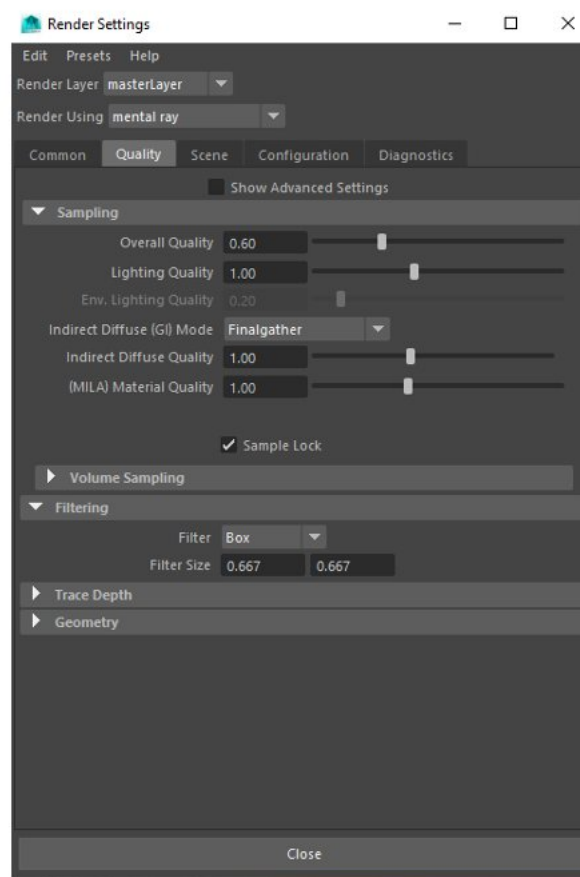 Render Settings
Edit Presets Help
Render Layer masterLayer
Render Using mental ray
Common Quality Scene Configuration Diagnostics
Show Advanced Settings
Sampling
Overall Quality 0.60
Lighting Quality 1.00
Env. Lighting Quality 0.20
Indirect Diffuse (GI) Mode Finalgather
Indirect Diffuse Quality 1.00
(MILA) Material Quality 1.00
Sample Lock
Volume Sampling
Filtering
Filter Box
Filter Size 0.667 0.667
Trace Depth
Geometry
Close